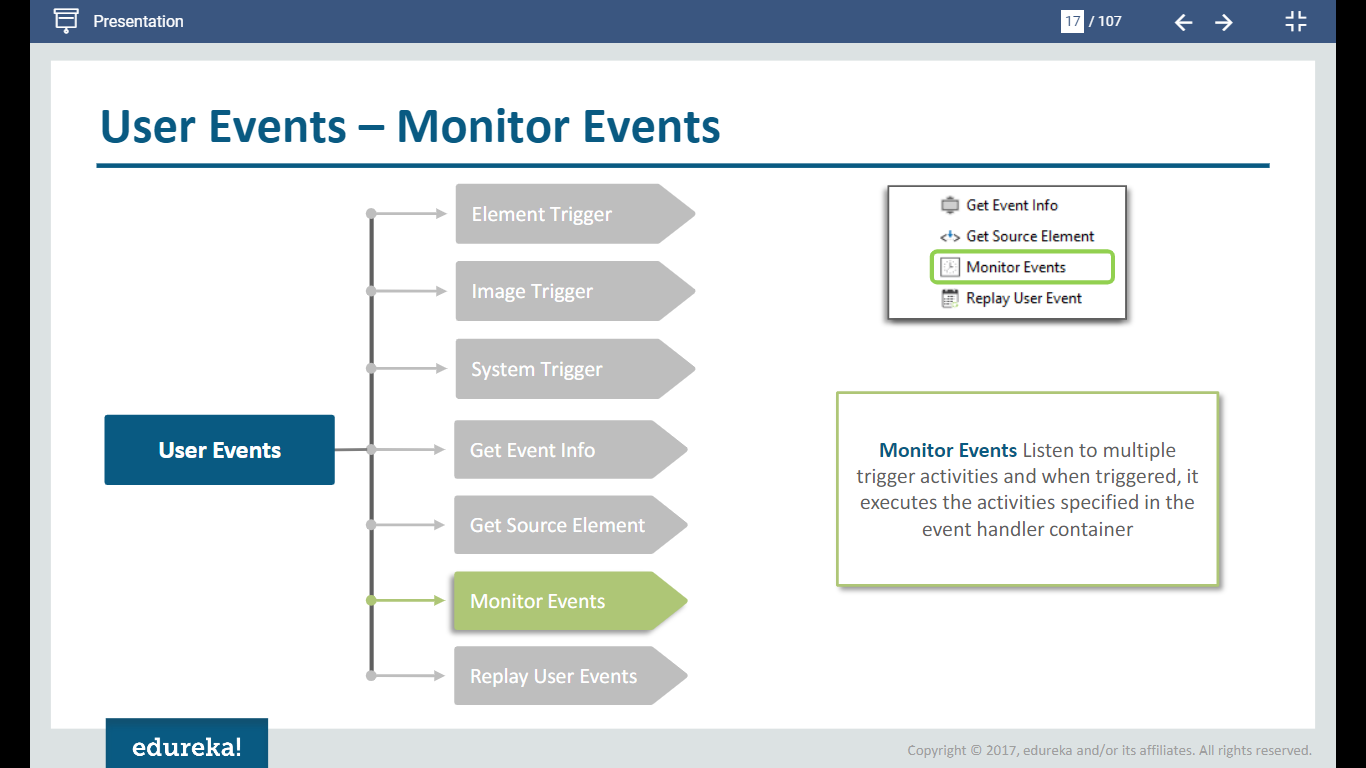 Presentation
17 / 107
User Events – Monitor Events
Element Trigger
Image Trigger
System Trigger
User Events
Get Event Info
Get Source Element
Monitor Events
Replay User Events
Get Event Info
Get Source Element
Monitor Events
Replay User Event
Monitor Events Listen to multiple
trigger activities and when triggered, it
executes the activities specified in the
event handler container
edureka!
Copyright © 2017, edureka and/or its affiliates. All rights reserved.